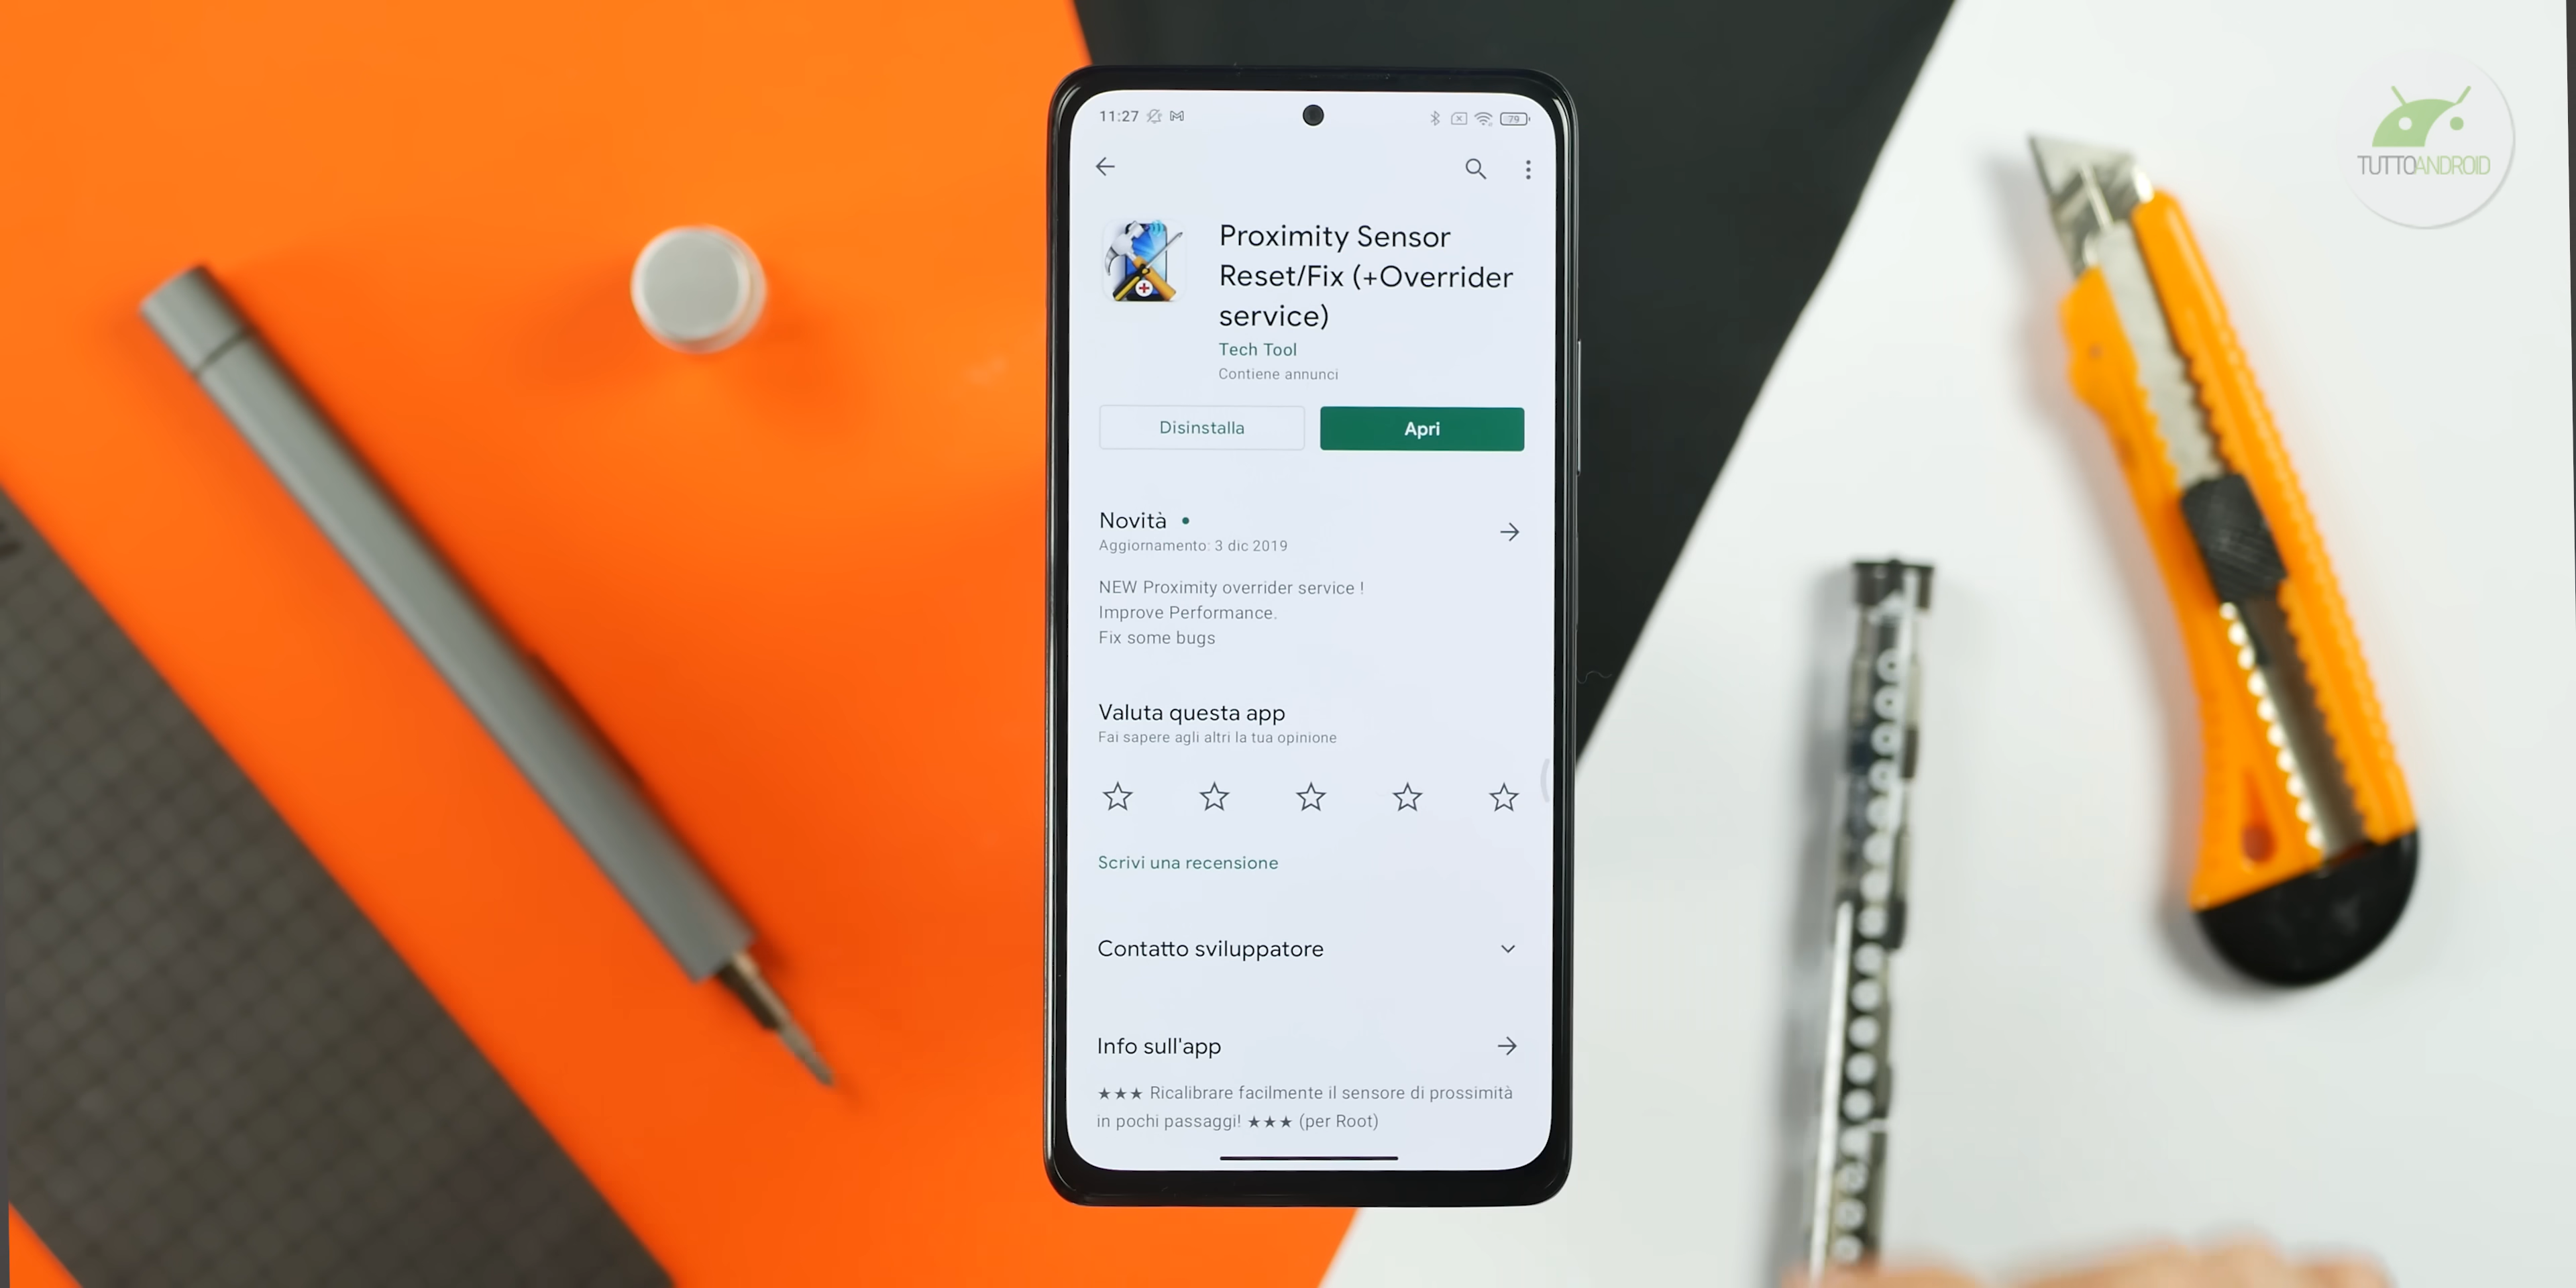 11:27
79
Proximity Sensor
Reset/Fix (+Overrider
service)
Tech Tool
Contiene annunci
Disinstalla
Apri
Novità •
Aggiornamento: 3 dic 2019
NEW Proximity overrider service !
Improve Performance.
Fix some bugs
Valuta questa app
Fai sapere agli altri la tua opinione
Scrivi una recensione
Contatto sviluppatore
Info sull'app
★★★ Ricalibrare facilmente il sensore di prossimità
in pochi passaggi! ★★★ (per Root)
TUTTOANDROID